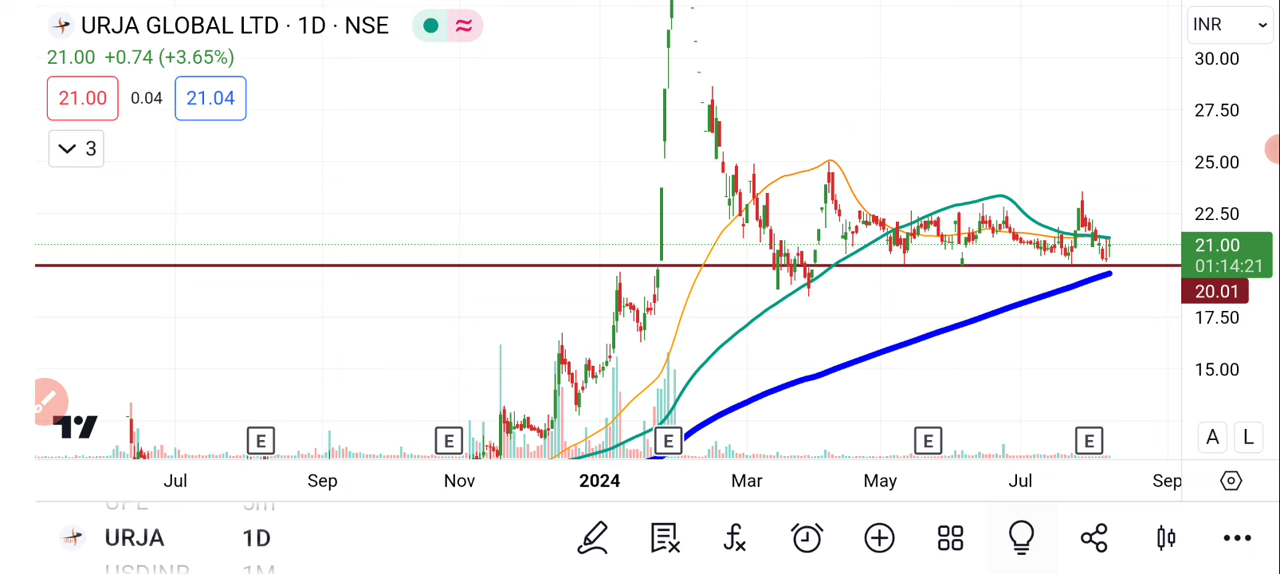 URJA GLOBAL LTD · 1D · NSE
21.00 +0.74 (+3.65%)
21.00 0.04 21.04
3
INR
30.00
27.50
25.00
22.50
21.00
01:14:21
20.01
17.50
15.00
E E E E E
A L
Jul Sep Nov 2024 Mar May Jul Sep
URJA 1D
USDINR 1M